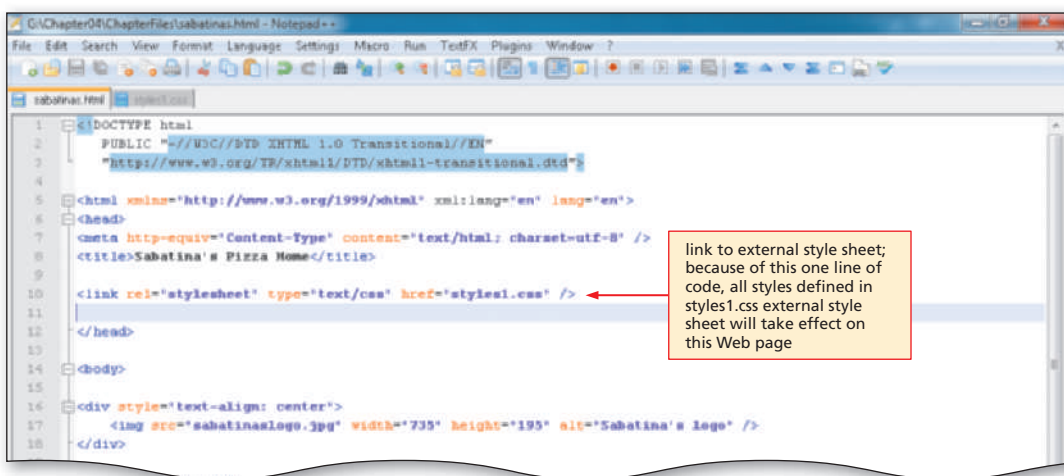 G:\Chapter04\ChapterFiles\sabatinas.html - Notepad++
File Edit Search View Format Language Settings Macro Run TextFX Plugins Window ? X
sabatinas.html styles1.css
1 <!DOCTYPE html
2 PUBLIC "-//W3C//DTD XHTML 1.0 Transitional//EN"
3 "http://www.w3.org/TR/xhtml1/DTD/xhtml1-transitional.dtd">
4
5 <html xmlns="http://www.w3.org/1999/xhtml" xml:lang="en" lang="en">
6 <head>
7 <meta http-equiv="Content-Type" content="text/html; charset=utf-8" />
8 <title>Sabatina's Pizza Home</title>
9
10 <link rel="stylesheet" type="text/css" href="styles1.css" />
11
12 </head>
13
14 <body>
15
16 <div style="text-align: center">
17 <img src="sabatinaslogo.jpg" width="735" height="195" alt="Sabatina's logo" />
18 </div>
link to external style sheet;
because of this one line of
code, all styles defined in
styles1.css external style
sheet will take effect on
this Web page